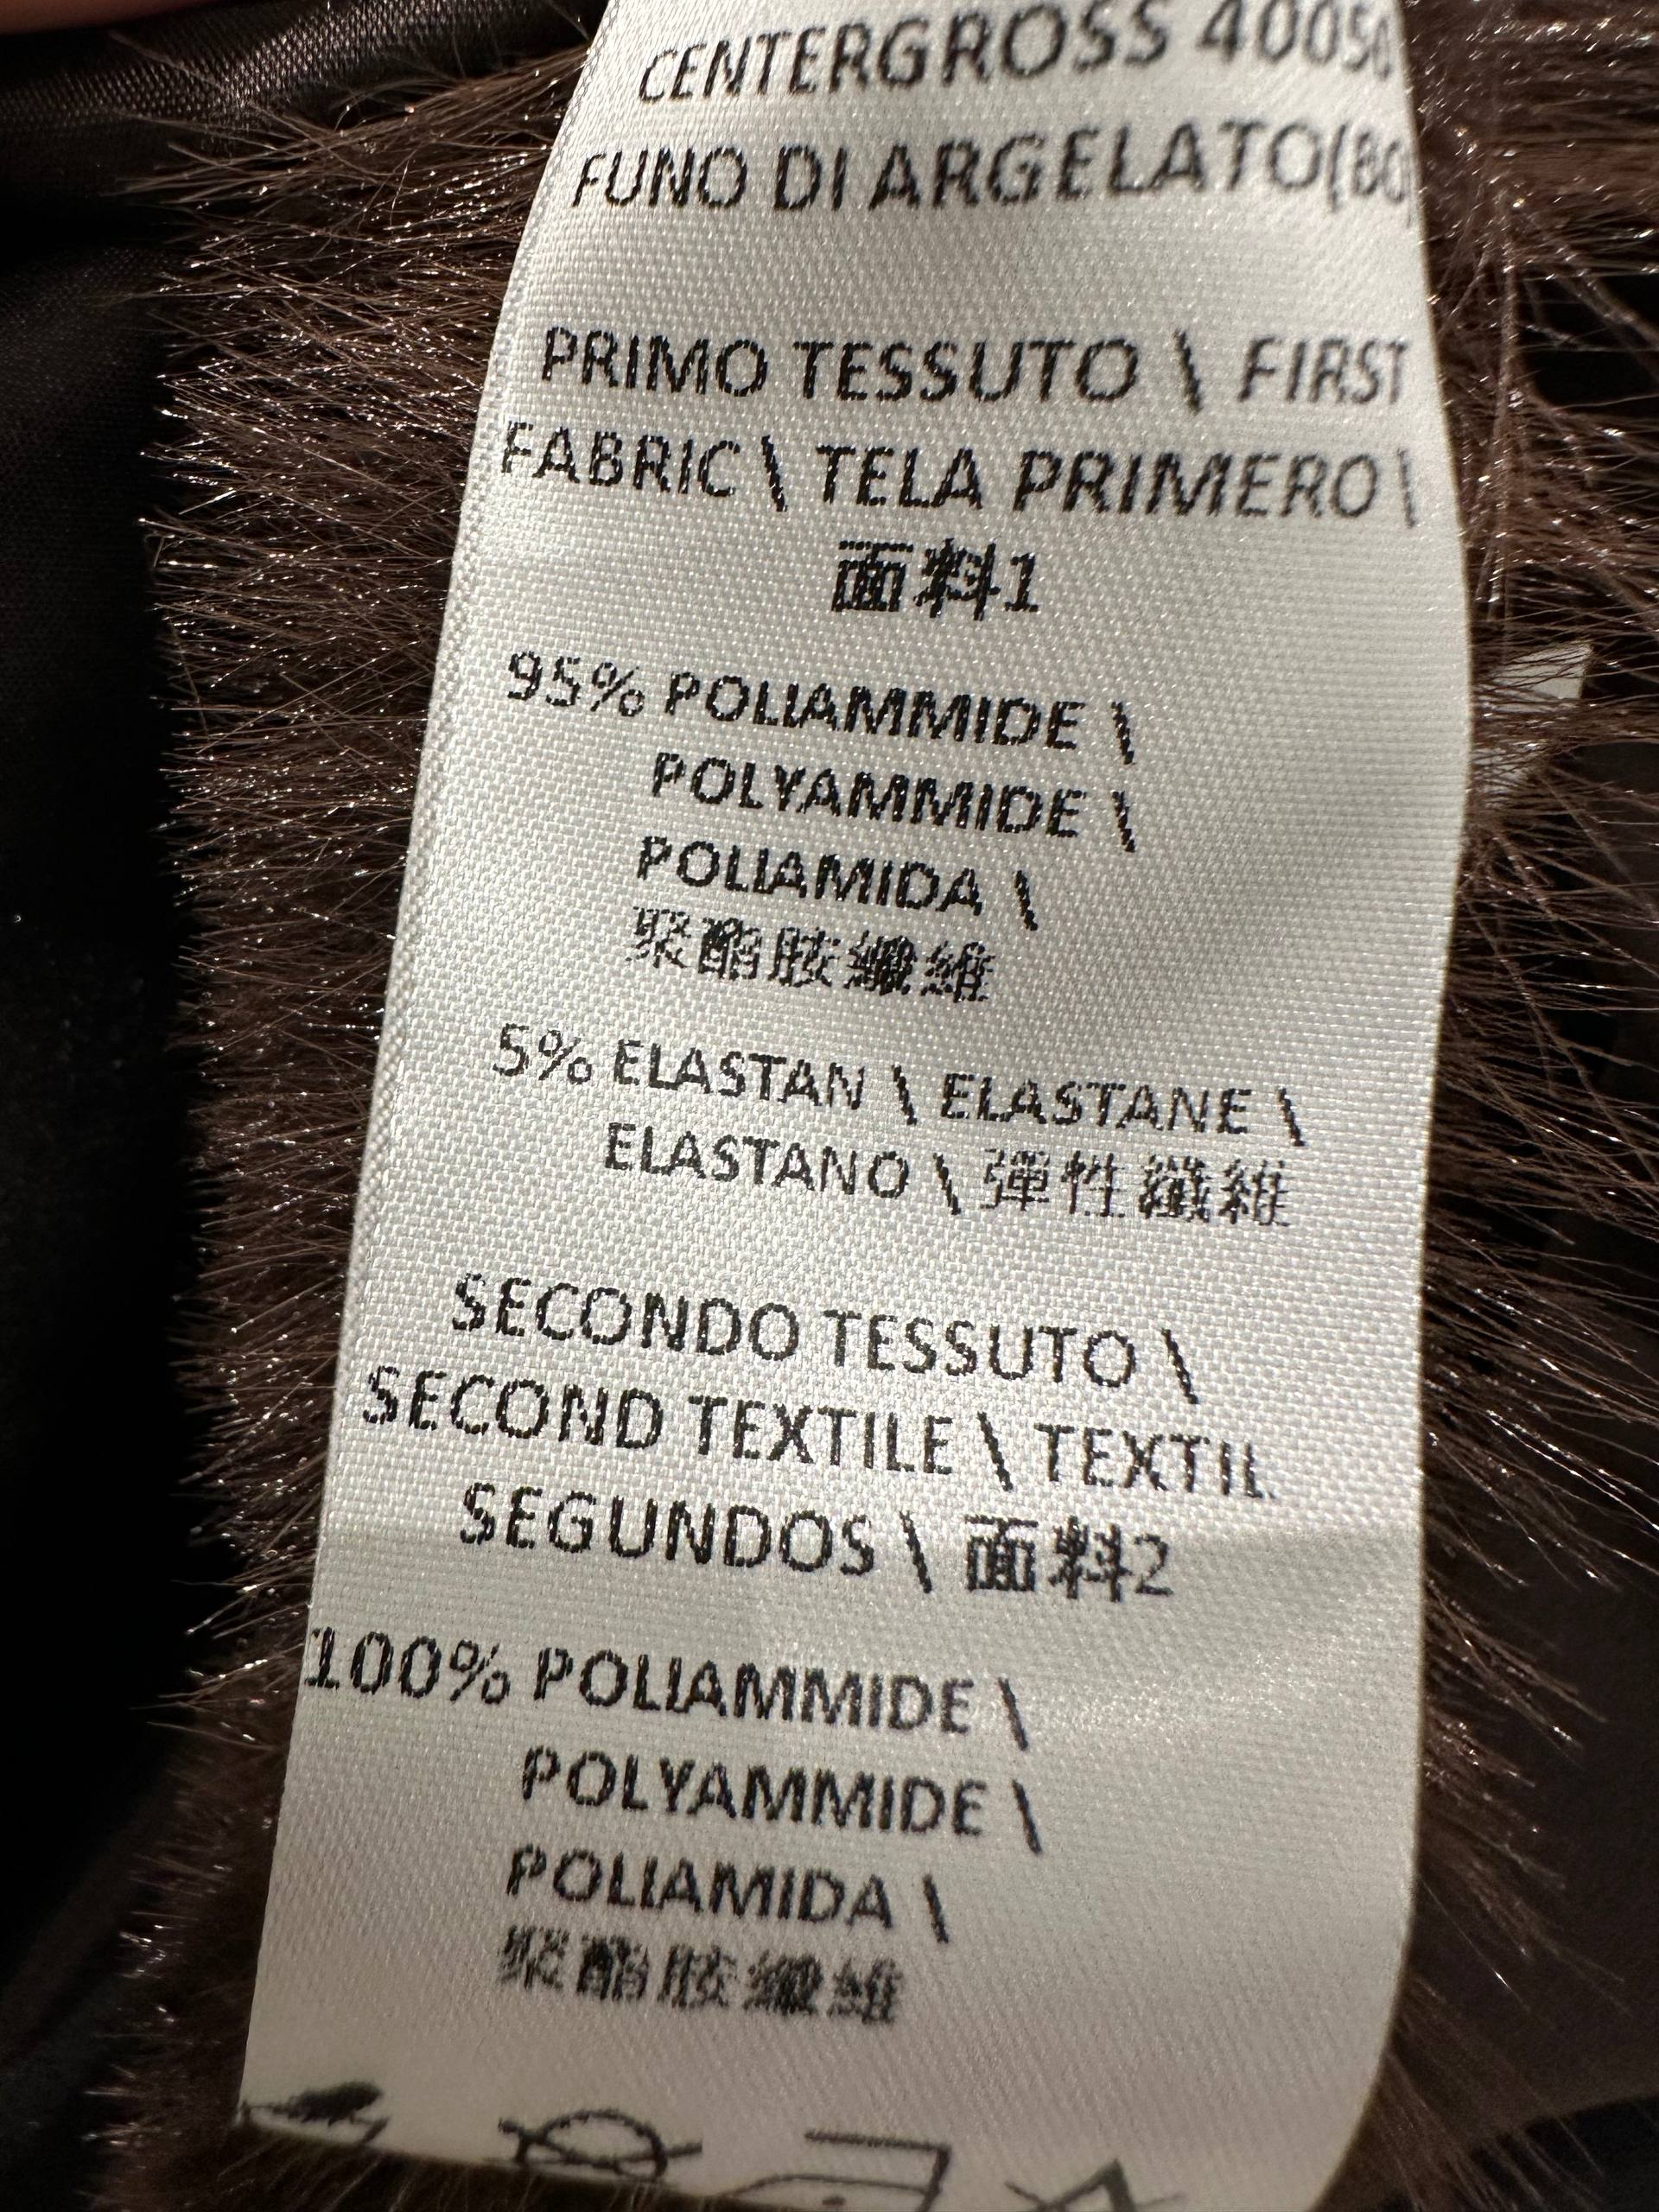 CENTERGROSS 40050
FUNO DI ARGELATO(BO)
PRIMO TESSUTO \ FIRST
FABRIC \ TELA PRIMERO \
面料1
95% POLIAMMIDE \
POLYAMMIDE \
POLIAMIDA \
聚酯胺纖維
5% ELASTAN \ ELASTANE \
ELASTANO \ 彈性纖維
SECONDO TESSUTO \
SECOND TEXTILE \ TEXTIL
SEGUNDOS \ 面料2
100% POLIAMMIDE \
POLYAMMIDE \
POLIAMIDA \
聚酯胺纖維